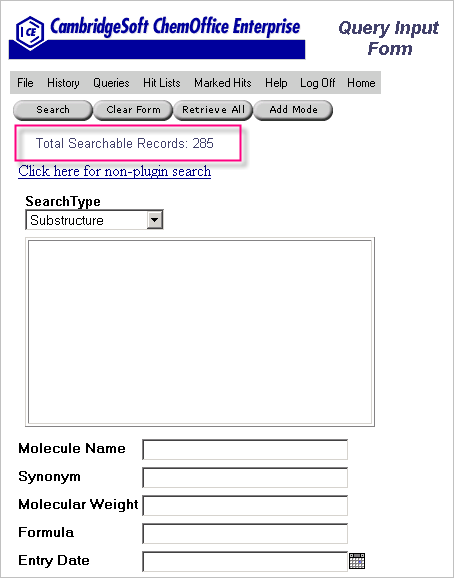 CE CambridgeSoft ChemOffice Enterprise
Query Input
Form
File History Queries Hit Lists Marked Hits Help Log Off Home
Search Clear Form Retrieve All Add Mode
Total Searchable Records: 285
Click here for non-plugin search
SearchType
Substructure
Molecule Name
Synonym
Molecular Weight
Formula
Entry Date